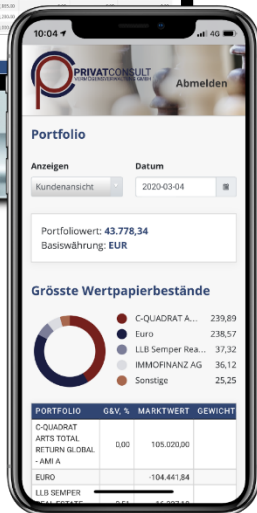 10:04
4G
PRIVATCONSULT
VERMÖGENSVERWALTUNG GMBH
Abmelden
Portfolio
Anzeigen Datum
Kundenansicht 2020-03-04
Portfoliowert: 43.778,34
Basiswährung: EUR
Grösste Wertpapierbestände
C-QUADRAT A... 239,89
Euro 238,57
LLB Semper Rea... 37,32
IMMOFINANZ AG 36,12
Sonstige 25,25
PORTFOLIO G&V, % MARKTWERT GEWICHT
C-QUADRAT
ARTS TOTAL
RETURN GLOBAL
- AMI A
0,00 105.020,00
EURO -104.441,84
LLB SEMPER
REAL ESTATE